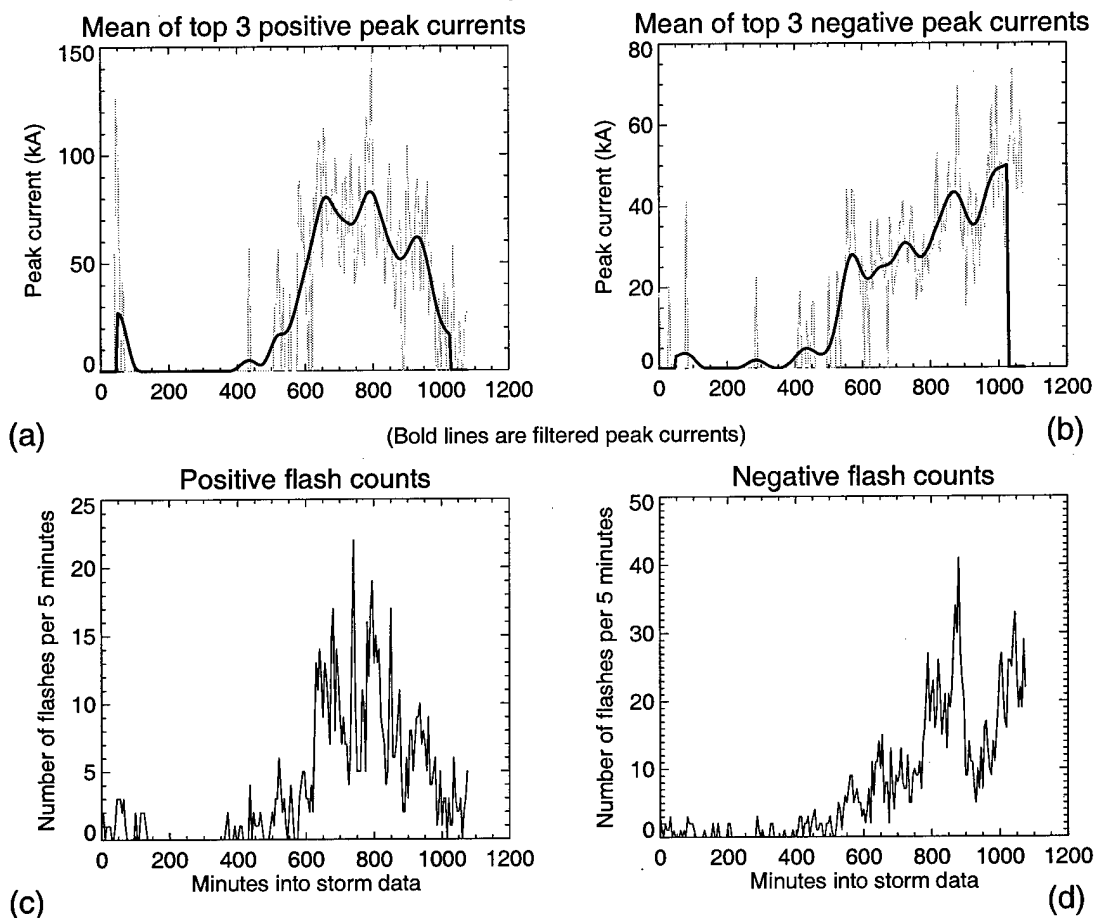 Mean of top 3 positive peak currents
Peak current (kA)
150
100
50
0
0 200 400 600 800 1000 1200
(a)
Mean of top 3 negative peak currents
Peak current (kA)
80
60
40
20
0
0 200 400 600 800 1000 1200
(b)
(Bold lines are filtered peak currents)
Positive flash counts
Number of flashes per 5 minutes
25
20
15
10
5
0
0 200 400 600 800 1000 1200
Minutes into storm data
(c)
Negative flash counts
Number of flashes per 5 minutes
50
40
30
20
10
0
0 200 400 600 800 1000 1200
Minutes into storm data
(d)